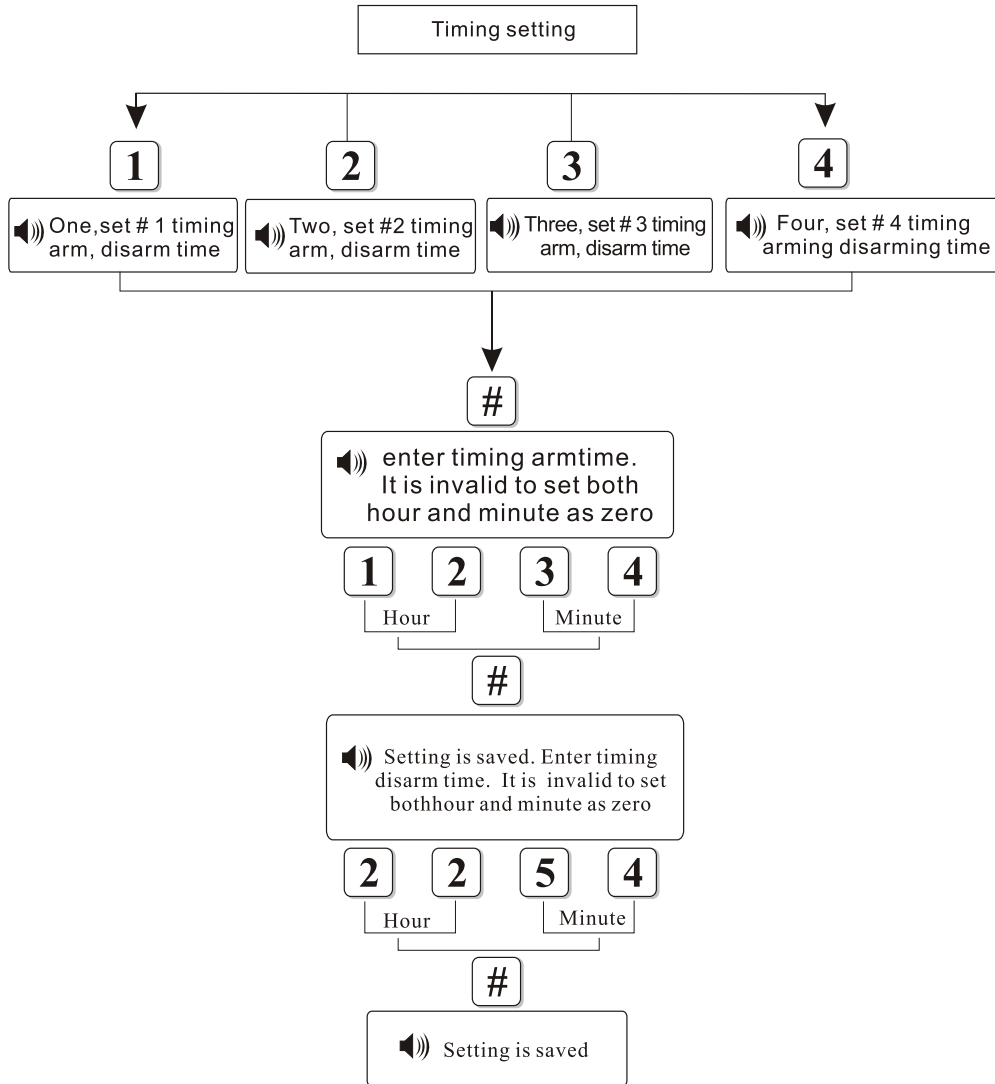 Timing setting
1
2
3
4
One,set # 1 timing
arm, disarm time
Two, set #2 timing
arm, disarm time
Three, set # 3 timing
arm, disarm time
Four, set # 4 timing
arming disarming time
#
enter timing armtime.
It is invalid to set both
hour and minute as zero
1 2 3 4
Hour Minute
#
Setting is saved. Enter timing
disarm time. It is invalid to set
bothhour and minute as zero
2 2 5 4
Hour Minute
#
Setting is saved